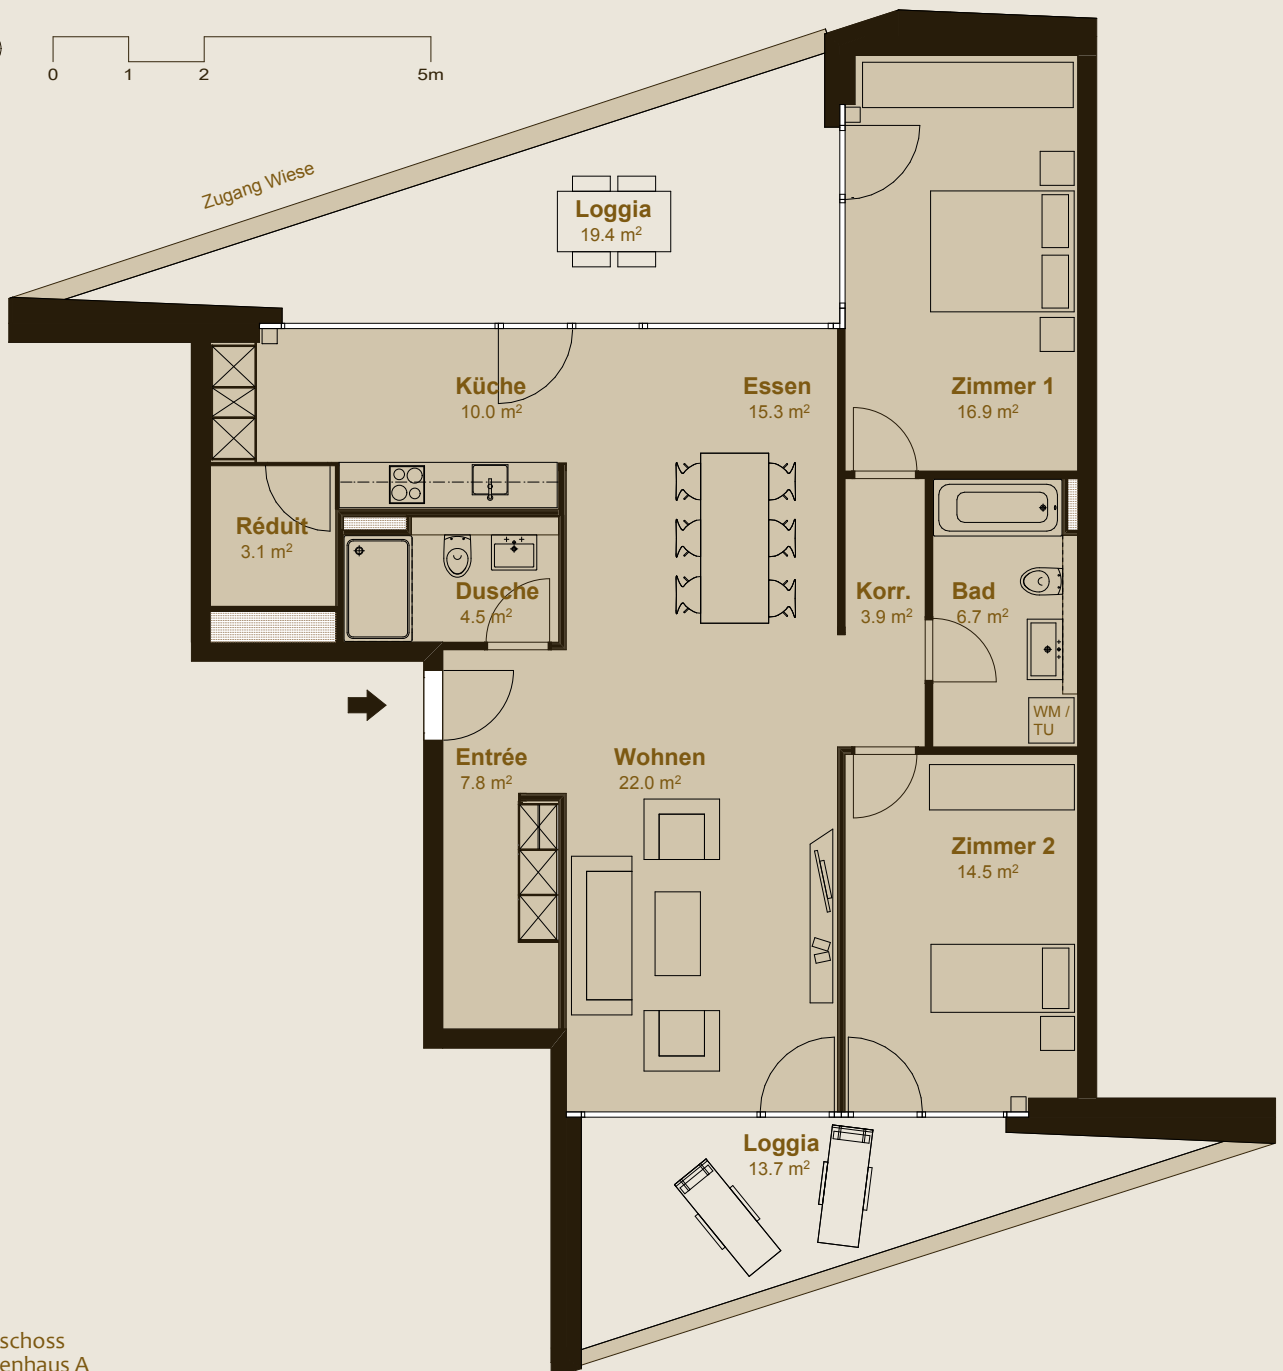 0 1 2 5m
Zugang Wiese
Loggia
19.4 m²
Küche
10.0 m²
Essen
15.3 m²
Zimmer 1
16.9 m²
Réduit
3.1 m²
Dusche
4.5 m²
Korr.
3.9 m²
Bad
6.7 m²
WM /
TU
Entrée
7.8 m²
Wohnen
22.0 m²
Zimmer 2
14.5 m²
Loggia
13.7 m²
schoss
enhaus A